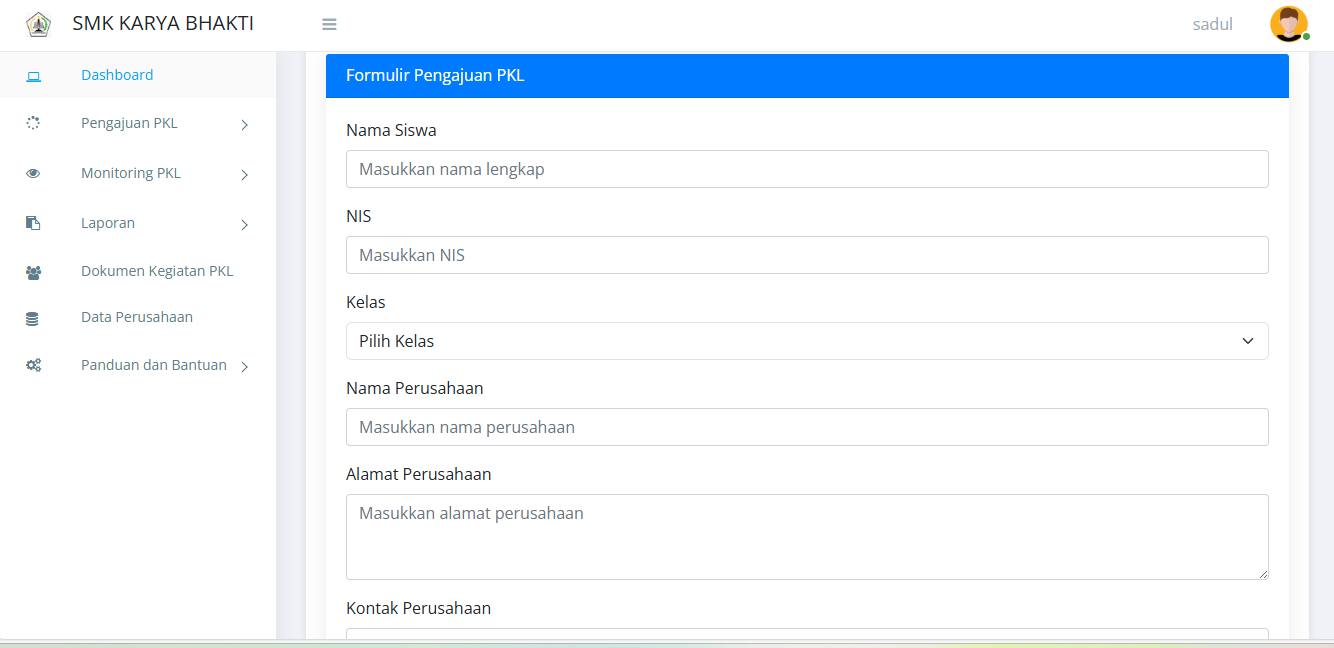 SMK KARYA BHAKTI
sadul
Dashboard
Pengajuan PKL
Monitoring PKL
Laporan
Dokumen Kegiatan PKL
Data Perusahaan
Panduan dan Bantuan
Formulir Pengajuan PKL
Nama Siswa
Masukkan nama lengkap
NIS
Masukkan NIS
Kelas
Pilih Kelas
Nama Perusahaan
Masukkan nama perusahaan
Alamat Perusahaan
Masukkan alamat perusahaan
Kontak Perusahaan